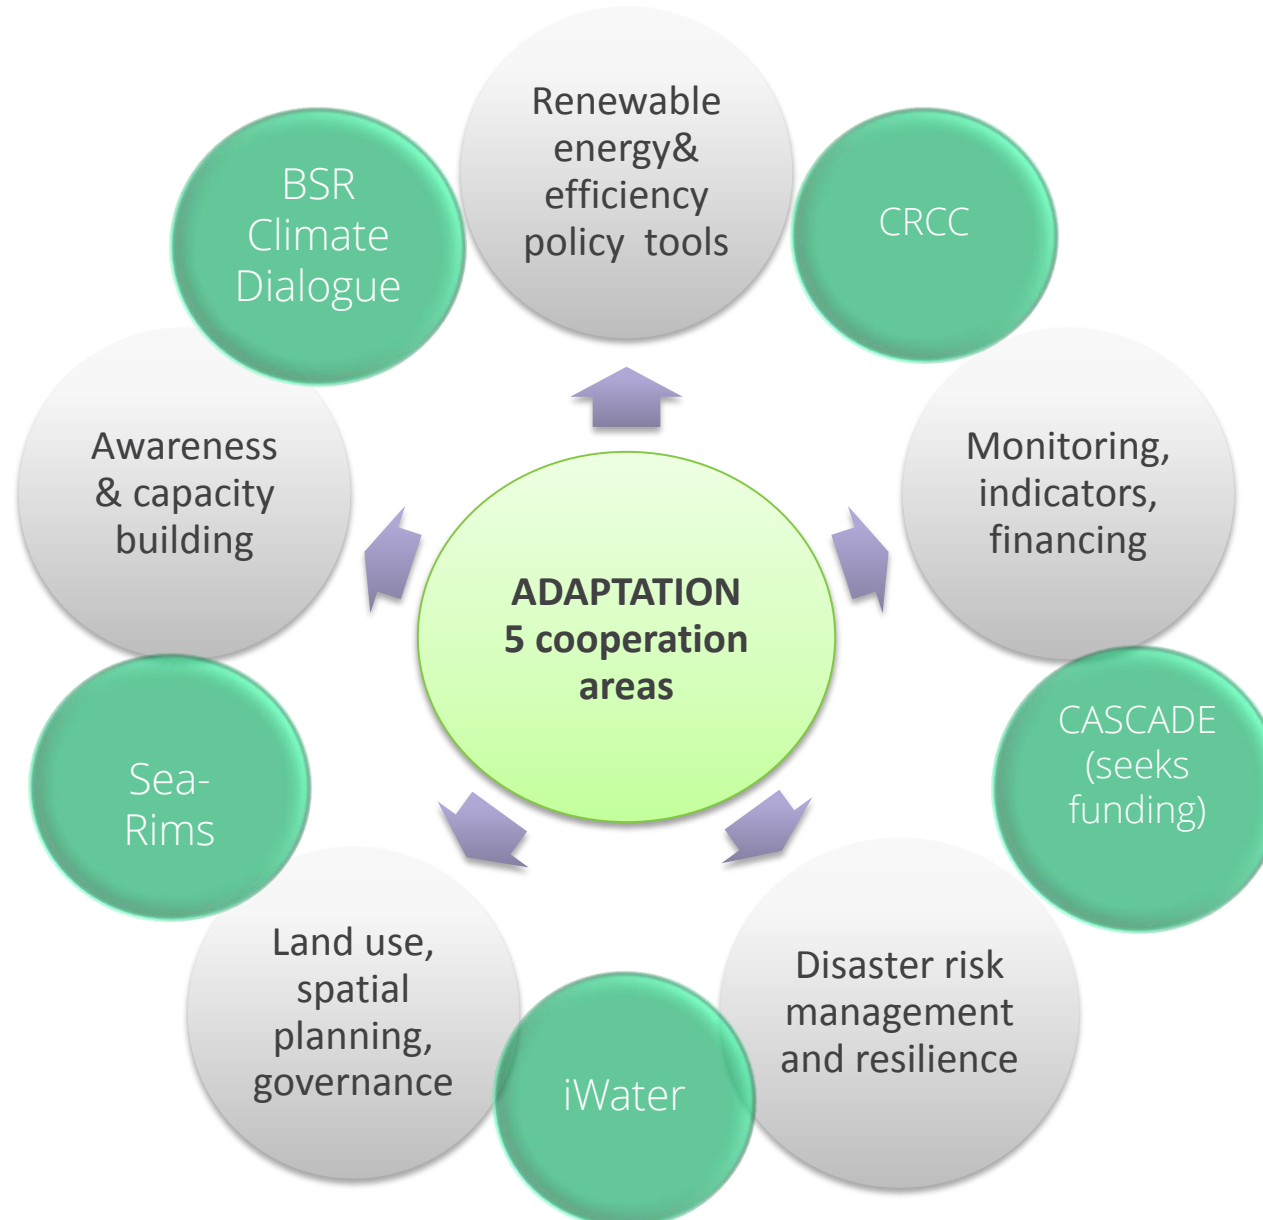 Renewable
energy&
efficiency
policy tools
BSR
Climate
Dialogue
CRCC
Awareness
& capacity
building
Monitoring,
indicators,
financing
ADAPTATION
5 cooperation
areas
Sea-
Rims
CASCADE
(seeks
funding)
Land use,
spatial
planning,
governance
Disaster risk
management
and resilience
iWater